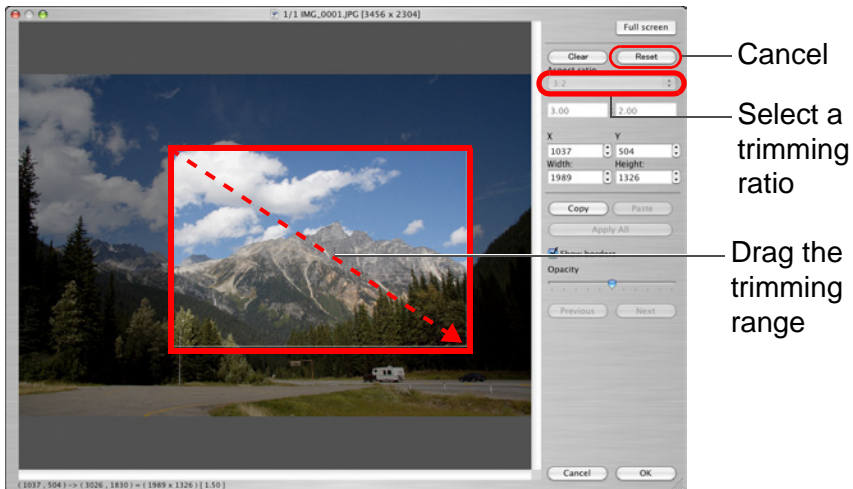 1/1 IMG_0001.JPG [3456 x 2304]
Full screen
Clear Reset
Aspect ratio
3:2
3.00 : 2.00
X Y
1037 504
Width: Height:
1989 1326
Copy Paste
Apply All
Show borders
Opacity
Previous Next
Cancel OK
( 1037 , 504 ) -> ( 3026 , 1830 ) = ( 1989 x 1326 ) [ 1.50 ]
Cancel
Select a
trimming
ratio
Drag the
trimming
range